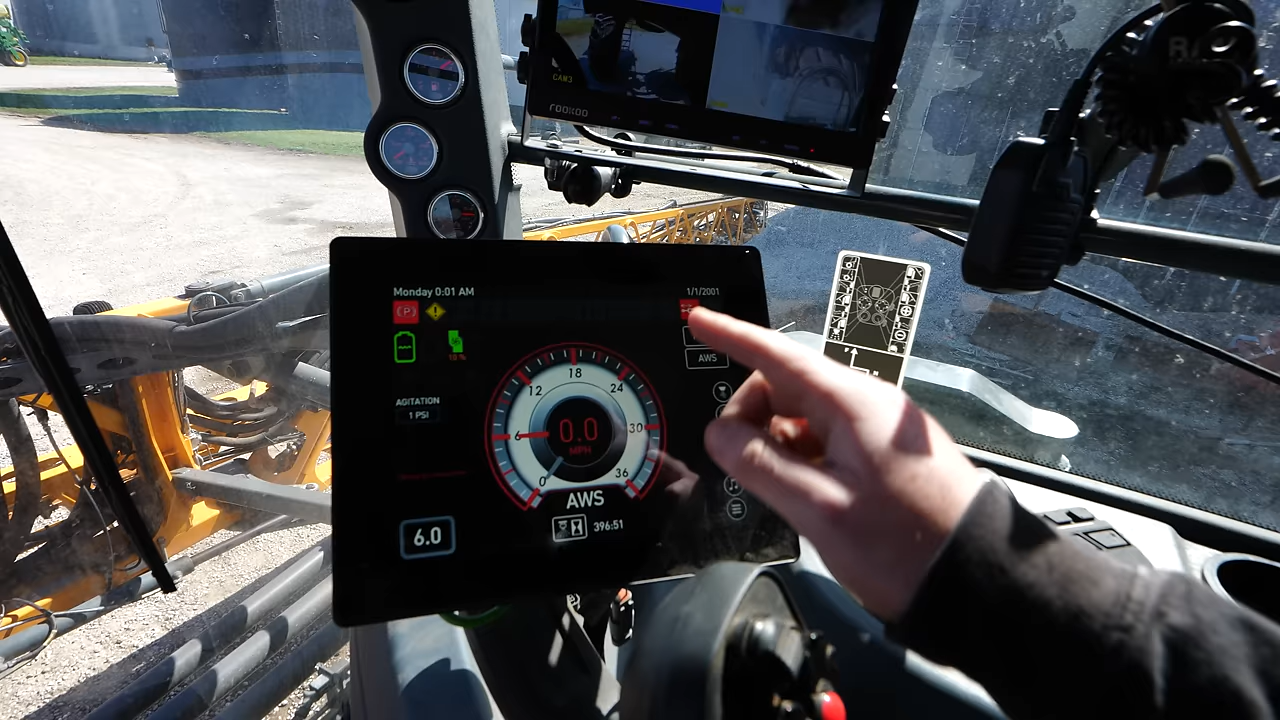 CAM3
rookoo
Monday 0:01 AM
1/1/2001
(P)
!
10 %
AWS
AGITATION
1 PSI
0
6
12
18
24
30
36
0.0
MPH
AWS
6.0
396:51